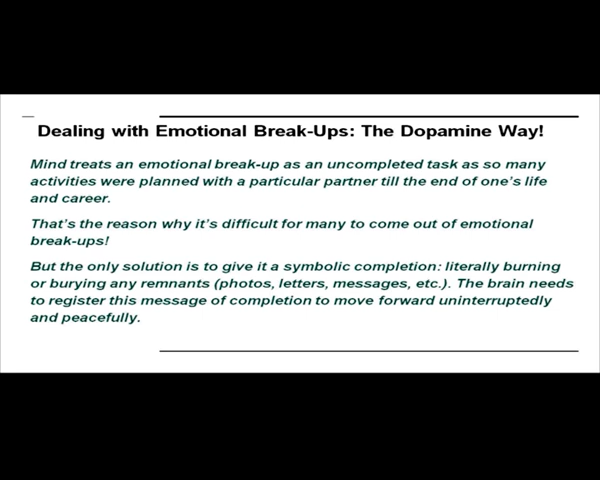 Dealing with Emotional Break-Ups: The Dopamine Way!
Mind treats an emotional break-up as an uncompleted task as so many
activities were planned with a particular partner till the end of one's life
and career.
That's the reason why it's difficult for many to come out of emotional
break-ups!
But the only solution is to give it a symbolic completion: literally burning
or burying any remnants (photos, letters, messages, etc.). The brain needs
to register this message of completion to move forward uninterruptedly
and peacefully.